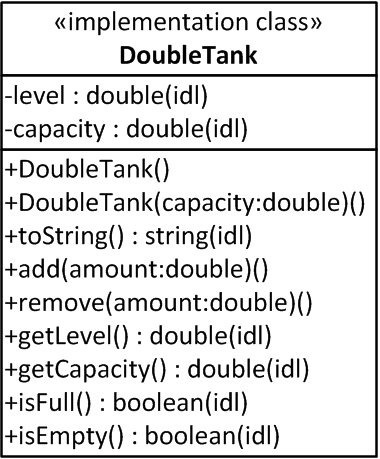 «implementation class»
DoubleTank
-level : double(idl)
-capacity : double(idl)
+DoubleTank()
+DoubleTank(capacity:double)()
+toString() : string(idl)
+add(amount:double)()
+remove(amount:double)()
+getLevel() : double(idl)
+getCapacity() : double(idl)
+isFull() : boolean(idl)
+isEmpty() : boolean(idl)